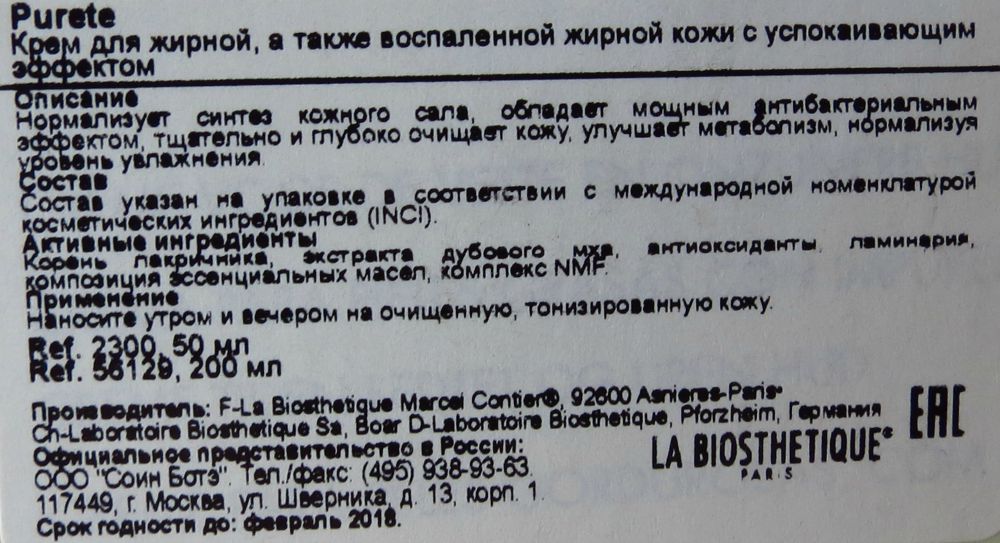 Purete
Крем для жирной, а также воспаленной жирной кожи с успокаивающим
эффектом
Описание
Нормализует синтез кожного сала, обладает мощным антибактериальным
эффектом, тщательно и глубоко очищает кожу, улучшает метаболизм, нормализуя
уровень увлажнения.
Состав
Состав указан на упаковке в соответствии с международной номенклатурой
косметических ингредиентов (INCI).
Активные ингредиенты
Корень лакричника, экстракта дубового мха, антиоксиданты, ламинария,
композиция эссенциальных масел, комплекс NMF.
Применение
Наносите утром и вечером на очищенную, тонизированную кожу.
Ref. 2300, 50 мл
Ref. 56129, 200 мл
Производитель: F-La Biosthetique Marcel Contier®, 92600 Asnieres-Paris-
Ch-Laboratoire Biosthetique Sa, Boar D-Laboratoire Biosthetique, Pforzheim, Германия
Официальное представительство в России:
ООО "Соин Ботэ". Тел./факс: (495) 938-93-63.
117449, г. Москва, ул. Шверника, д. 13, корп. 1.
Срок годности до: февраль 2018.
LA BIOSTHETIQUE®
PARIS
EAC